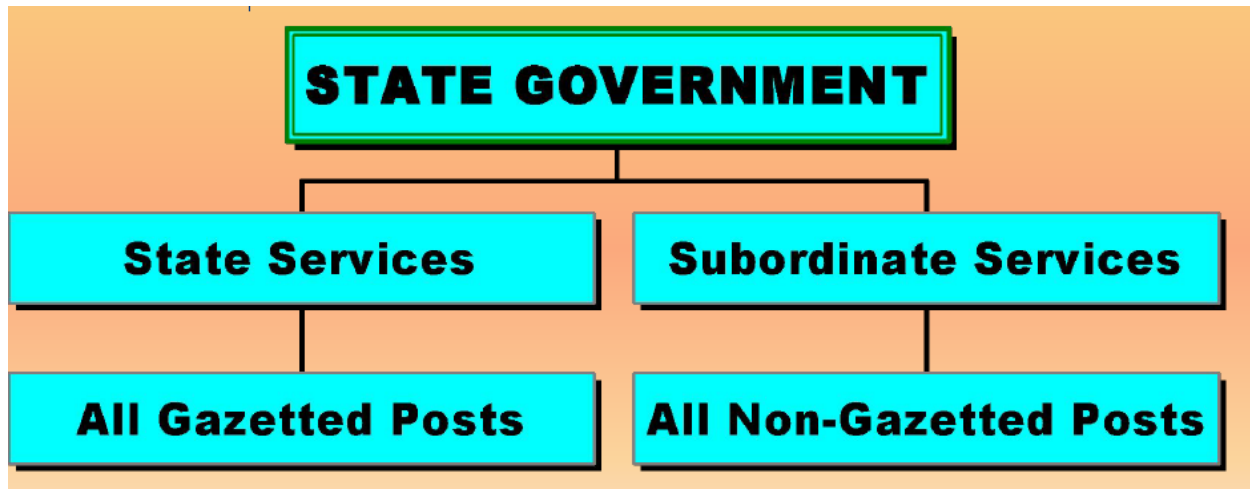 STATE GOVERNMENT
State Services
Subordinate Services
All Gazetted Posts
All Non-Gazetted Posts